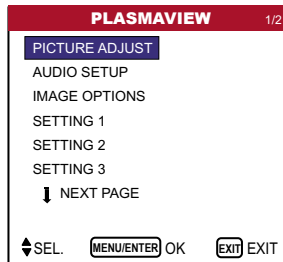 PLASMAVIEW 1/2
PICTURE ADJUST
AUDIO SETUP
IMAGE OPTIONS
SETTING 1
SETTING 2
SETTING 3
NEXT PAGE
SEL. MENU/ENTER OK EXIT EXIT